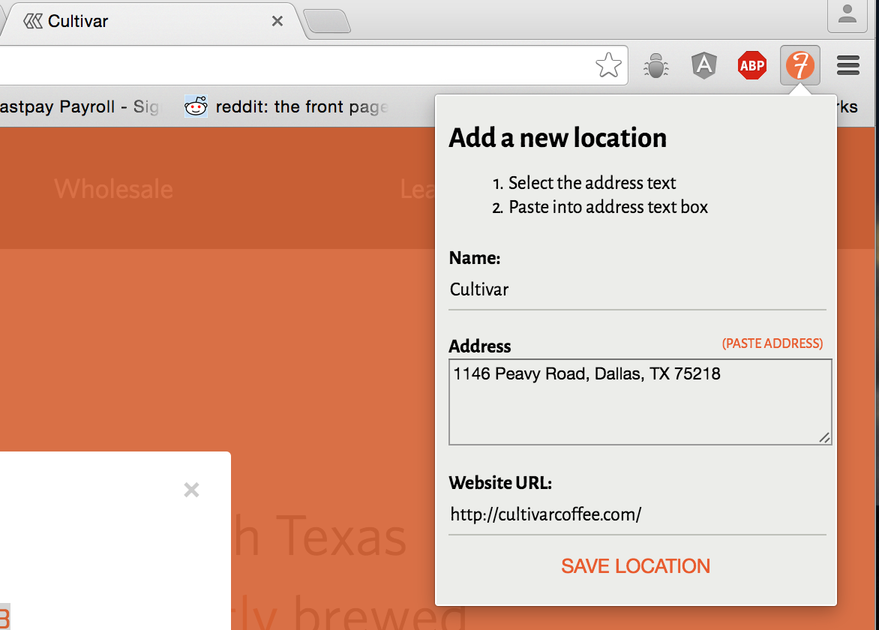 Cultivar
ABP
astpay Payroll - Sig
reddit: the front page
rks
Wholesale
Lea
Add a new location
1. Select the address text
2. Paste into address text box
Name:
Cultivar
Address
(PASTE ADDRESS)
1146 Peavy Road, Dallas, TX 75218
Website URL:
http://cultivarcoffee.com/
SAVE LOCATION
h Texas
rly brewed